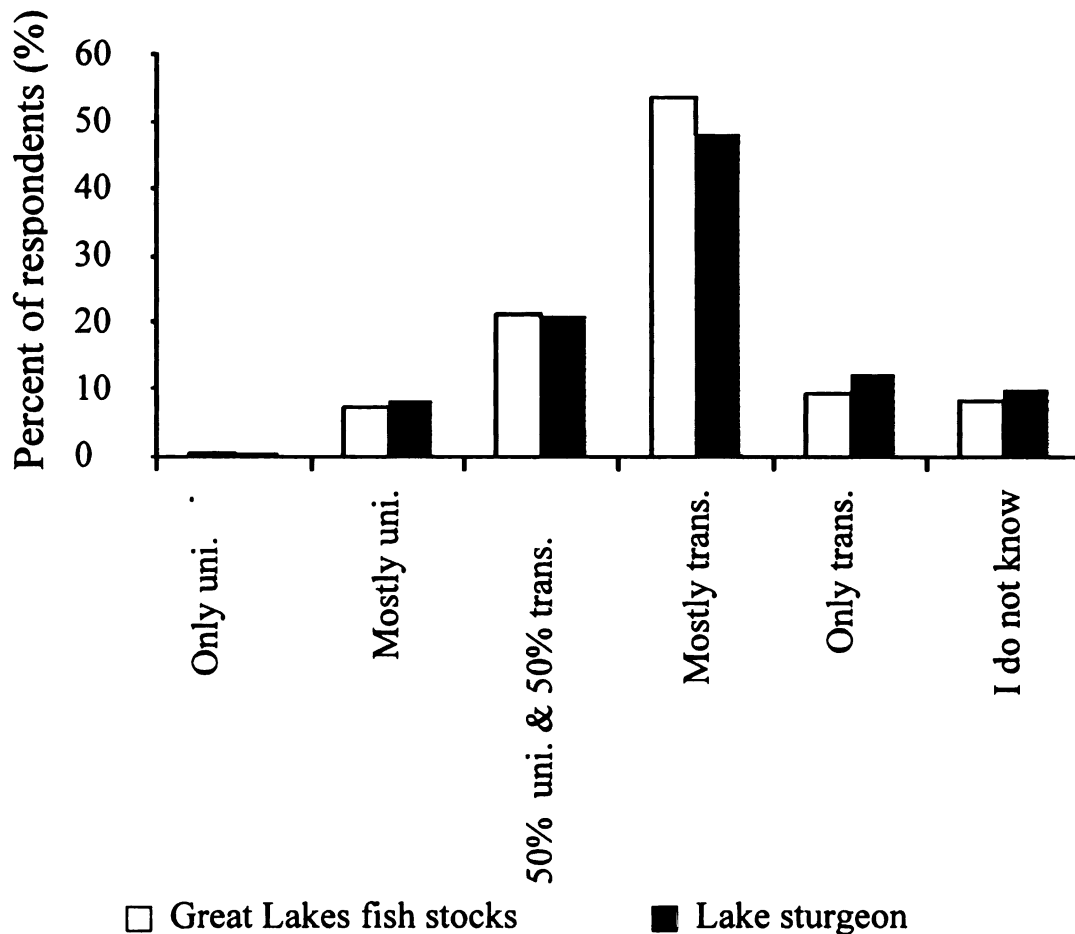 Percent of respondents (%)
60
50
40
30
20
10
0
Only uni.
Mostly uni.
50% uni. & 50% trans.
Mostly trans.
Only trans.
I do not know
Great Lakes fish stocks
Lake sturgeon